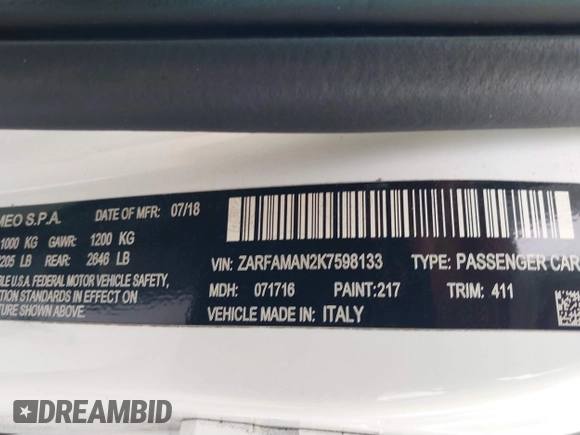 MEO S.P.A. DATE OF MFR: 07/18
1000 KG GAWR: 1200 KG
2205 LB REAR: 2646 LB
BLE U.S.A. FEDERAL MOTOR VEHICLE SAFETY,
TION STANDARDS IN EFFECT ON
TURE SHOWN ABOVE.
VIN: ZARFAMAN2K7598133 TYPE: PASSENGER CAR
MDH: 071716 PAINT:217 TRIM: 411
VEHICLE MADE IN: ITALY
DREAMBID